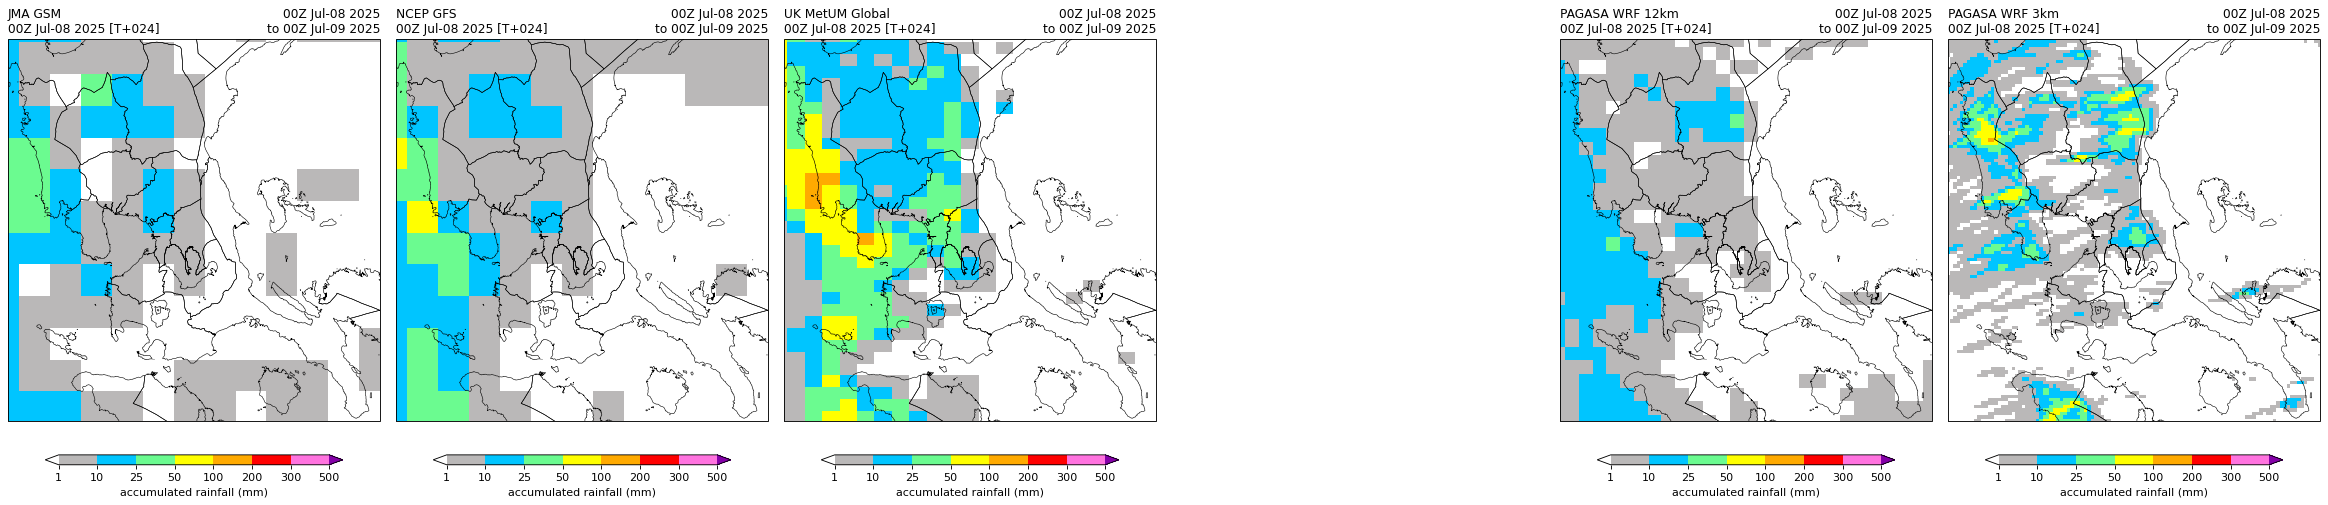 JMA GSM 00Z Jul-08 2025
00Z Jul-08 2025 [T+024] to 00Z Jul-09 2025
1 10 25 50 100 200 300 500
accumulated rainfall (mm)
NCEP GFS 00Z Jul-08 2025
00Z Jul-08 2025 [T+024] to 00Z Jul-09 2025
1 10 25 50 100 200 300 500
accumulated rainfall (mm)
UK MetUM Global 00Z Jul-08 2025
00Z Jul-08 2025 [T+024] to 00Z Jul-09 2025
1 10 25 50 100 200 300 500
accumulated rainfall (mm)
PAGASA WRF 12km 00Z Jul-08 2025
00Z Jul-08 2025 [T+024] to 00Z Jul-09 2025
1 10 25 50 100 200 300 500
accumulated rainfall (mm)
PAGASA WRF 3km 00Z Jul-08 2025
00Z Jul-08 2025 [T+024] to 00Z Jul-09 2025
1 10 25 50 100 200 300 500
accumulated rainfall (mm)